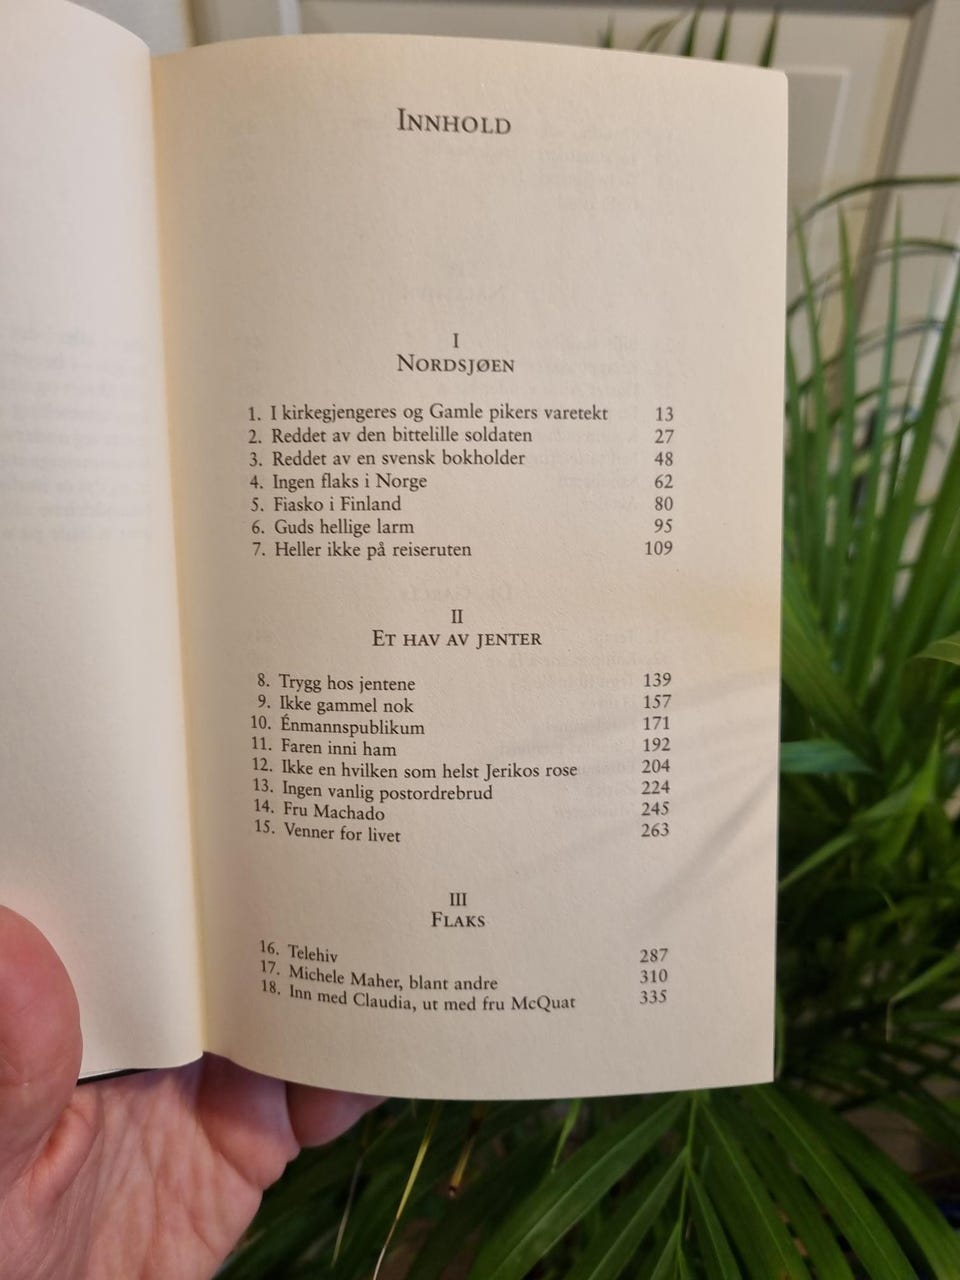 INNHOLD
I
NORDSJØEN
1. I kirkegjengeres og Gamle pikers varetekt 13
2. Reddet av den bittelille soldaten 27
3. Reddet av en svensk bokholder 48
4. Ingen flaks i Norge 62
5. Fiasko i Finland 80
6. Guds hellige larm 95
7. Heller ikke på reiseruten 109
II
ET HAV AV JENTER
8. Trygg hos jentene 139
9. Ikke gammel nok 157
10. Énmannspublikum 171
11. Faren inni ham 192
12. Ikke en hvilken som helst Jerikos rose 204
13. Ingen vanlig postordrebrud 224
14. Fru Machado 245
15. Venner for livet 263
III
FLAKS
16. Telehiv 287
17. Michele Maher, blant andre 310
18. Inn med Claudia, ut med fru McQuat 335